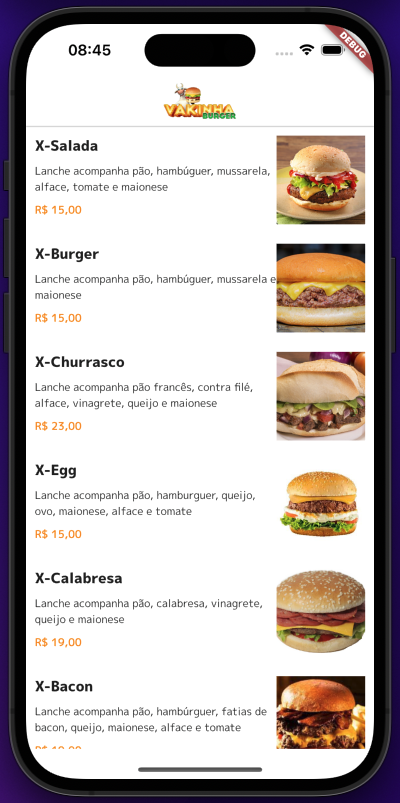 08:45
DEBUG
VAKINHA
BURGER
X-Salada
Lanche acompanha pão, hambúguer, mussarela,
alface, tomate e maionese
R$ 15,00
X-Burger
Lanche acompanha pão, hambúguer, mussarela e
maionese
R$ 15,00
X-Churrasco
Lanche acompanha pão francês, contra filé,
alface, vinagrete, queijo e maionese
R$ 23,00
X-Egg
Lanche acompanha pão, hamburguer, queijo,
ovo, maionese, alface e tomate
R$ 15,00
X-Calabresa
Lanche acompanha pão, calabresa, vinagrete,
queijo e maionese
R$ 19,00
X-Bacon
Lanche acompanha pão, hambúrguer, fatias de
bacon, queijo, maionese, alface e tomate